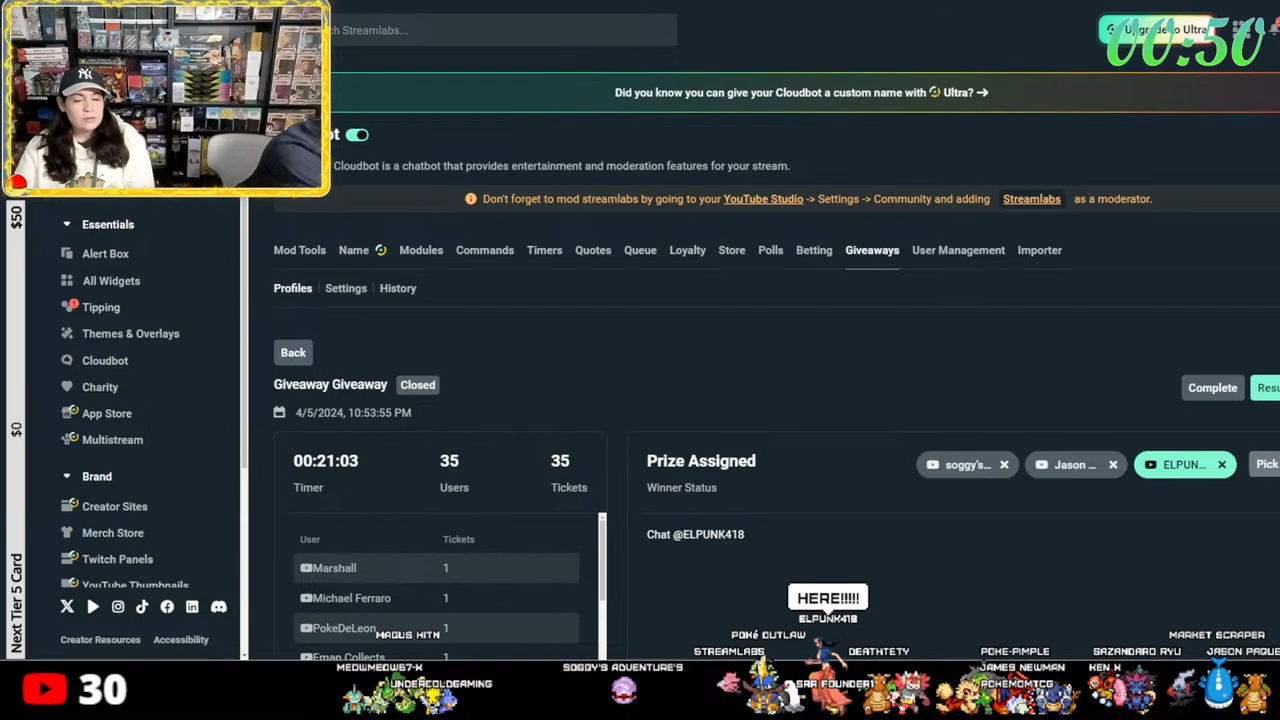 h Streamlabs...
00:50
Did you know you can give your Cloudbot a custom name with Ultra? →
Cloudbot is a chatbot that provides entertainment and moderation features for your stream.
Don't forget to mod streamlabs by going to your YouTube Studio -> Settings -> Community and adding Streamlabs as a moderator.
$50
$0
Next Tier 5 Card
Essentials
Alert Box
All Widgets
Tipping
Themes & Overlays
Cloudbot
Charity
App Store
Multistream
Brand
Creator Sites
Merch Store
Twitch Panels
YouTube Thumbnails
Creator Resources Accessibility
Mod Tools Name Modules Commands Timers Quotes Queue Loyalty Store Polls Betting Giveaways User Management Importer
Profiles Settings History
Back
Giveaway Giveaway Closed
Complete Resu
4/5/2024, 10:53:55 PM
00:21:03 35 35
Timer Users Tickets
User Tickets
Marshall 1
Michael Ferraro 1
PokeDeLeon 1
Prize Assigned soggy's... Jason ... ELPUN... Pick
Winner Status
Chat @ELPUNK418
HERE!!!!!
ELPUNK418
MAGUS HITN
POKÉ OUTLAW
MARKET SCRAPER
STREAMLABS
DEATHTETY
POKE-PIMPLE
SAZANDARO RYU
JASON PAQUE
MEOWMEOW67-K
SOGGY'S ADVENTURE'S
JAMES NEWMAN
KEN K
UNDERCOLDGAMING
POKEMOMTCG
30